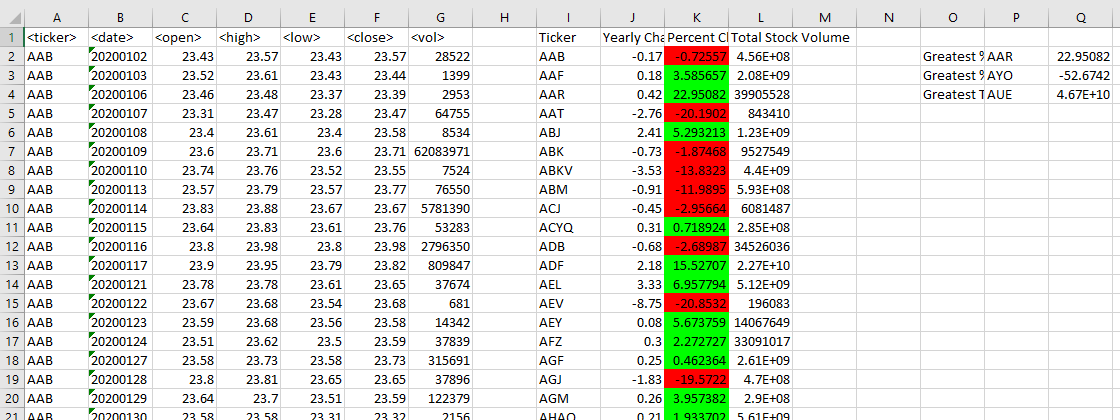 A B C D E F G H I J K L M N O P Q
1 <ticker> <date> <open> <high> <low> <close> <vol> Ticker Yearly Cha Percent C Total Stock Volume
2 AAB 20200102 23.43 23.57 23.43 23.57 28522 AAB -0.17 -0.72557 4.56E+08 Greatest % AAR 22.95082
3 AAB 20200103 23.52 23.61 23.43 23.44 1399 AAF 0.18 3.585657 2.08E+09 Greatest % AYO -52.6742
4 AAB 20200106 23.46 23.48 23.37 23.39 2953 AAR 0.42 22.95082 39905528 Greatest T AUE 4.67E+10
5 AAB 20200107 23.31 23.47 23.28 23.47 64755 AAT -2.76 -20.1902 843410
6 AAB 20200108 23.4 23.61 23.4 23.58 8534 ABJ 2.41 5.293213 1.23E+09
7 AAB 20200109 23.6 23.71 23.6 23.71 62083971 ABK -0.73 -1.87468 9527549
8 AAB 20200110 23.74 23.76 23.52 23.55 7524 ABKV -3.53 -13.8323 4.4E+09
9 AAB 20200113 23.57 23.79 23.57 23.77 76550 ABM -0.91 -11.9895 5.93E+08
10 AAB 20200114 23.83 23.88 23.67 23.67 5781390 ACJ -0.45 -2.95664 6081487
11 AAB 20200115 23.64 23.83 23.61 23.76 53283 ACYQ 0.31 0.718924 2.85E+08
12 AAB 20200116 23.8 23.98 23.8 23.98 2796350 ADB -0.68 -2.68987 34526036
13 AAB 20200117 23.9 23.95 23.79 23.82 809847 ADF 2.18 15.52707 2.27E+10
14 AAB 20200121 23.78 23.78 23.61 23.65 37674 AEL 3.33 6.957794 5.12E+09
15 AAB 20200122 23.67 23.68 23.54 23.68 681 AEV -8.75 -20.8532 196083
16 AAB 20200123 23.59 23.68 23.56 23.58 14342 AEY 0.08 5.673759 14067649
17 AAB 20200124 23.51 23.62 23.5 23.59 37839 AFZ 0.3 2.272727 33091017
18 AAB 20200127 23.58 23.73 23.58 23.73 315691 AGF 0.25 0.462364 2.61E+09
19 AAB 20200128 23.8 23.81 23.65 23.65 37896 AGJ -1.83 -19.5722 4.7E+08
20 AAB 20200129 23.64 23.7 23.51 23.59 122379 AGM 0.26 3.957382 2.9E+08
21 AAB 20200130 23.58 23.58 23.31 23.32 2156 AHAQ 0.21 1.933702 5.61E+09